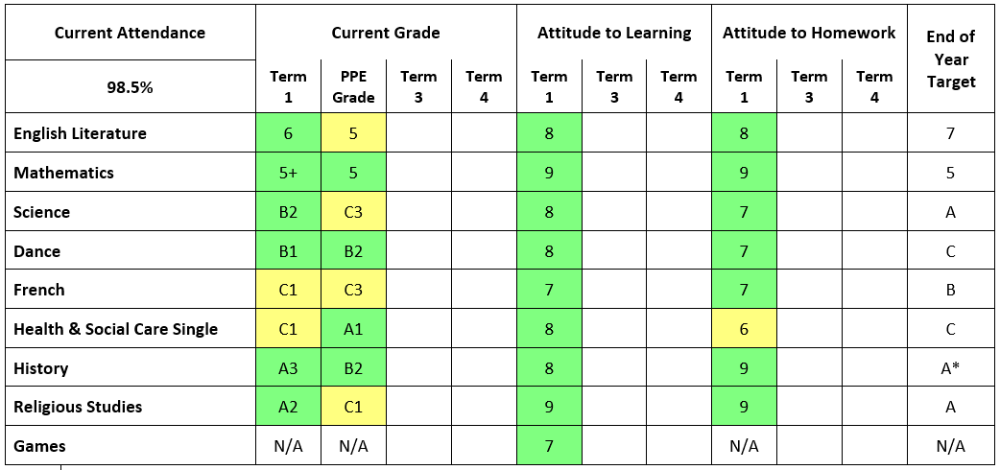 Current Attendance Current Grade Attitude to Learning Attitude to Homework End of Year Target
98.5% Term 1 PPE Grade Term 3 Term 4 Term 1 Term 3 Term 4 Term 1 Term 3 Term 4
English Literature 6 5 8 8 7
Mathematics 5+ 5 9 9 5
Science B2 C3 8 7 A
Dance B1 B2 8 7 C
French C1 C3 7 7 B
Health & Social Care Single C1 A1 8 6 C
History A3 B2 8 9 A*
Religious Studies A2 C1 9 9 A
Games N/A N/A 7 N/A N/A